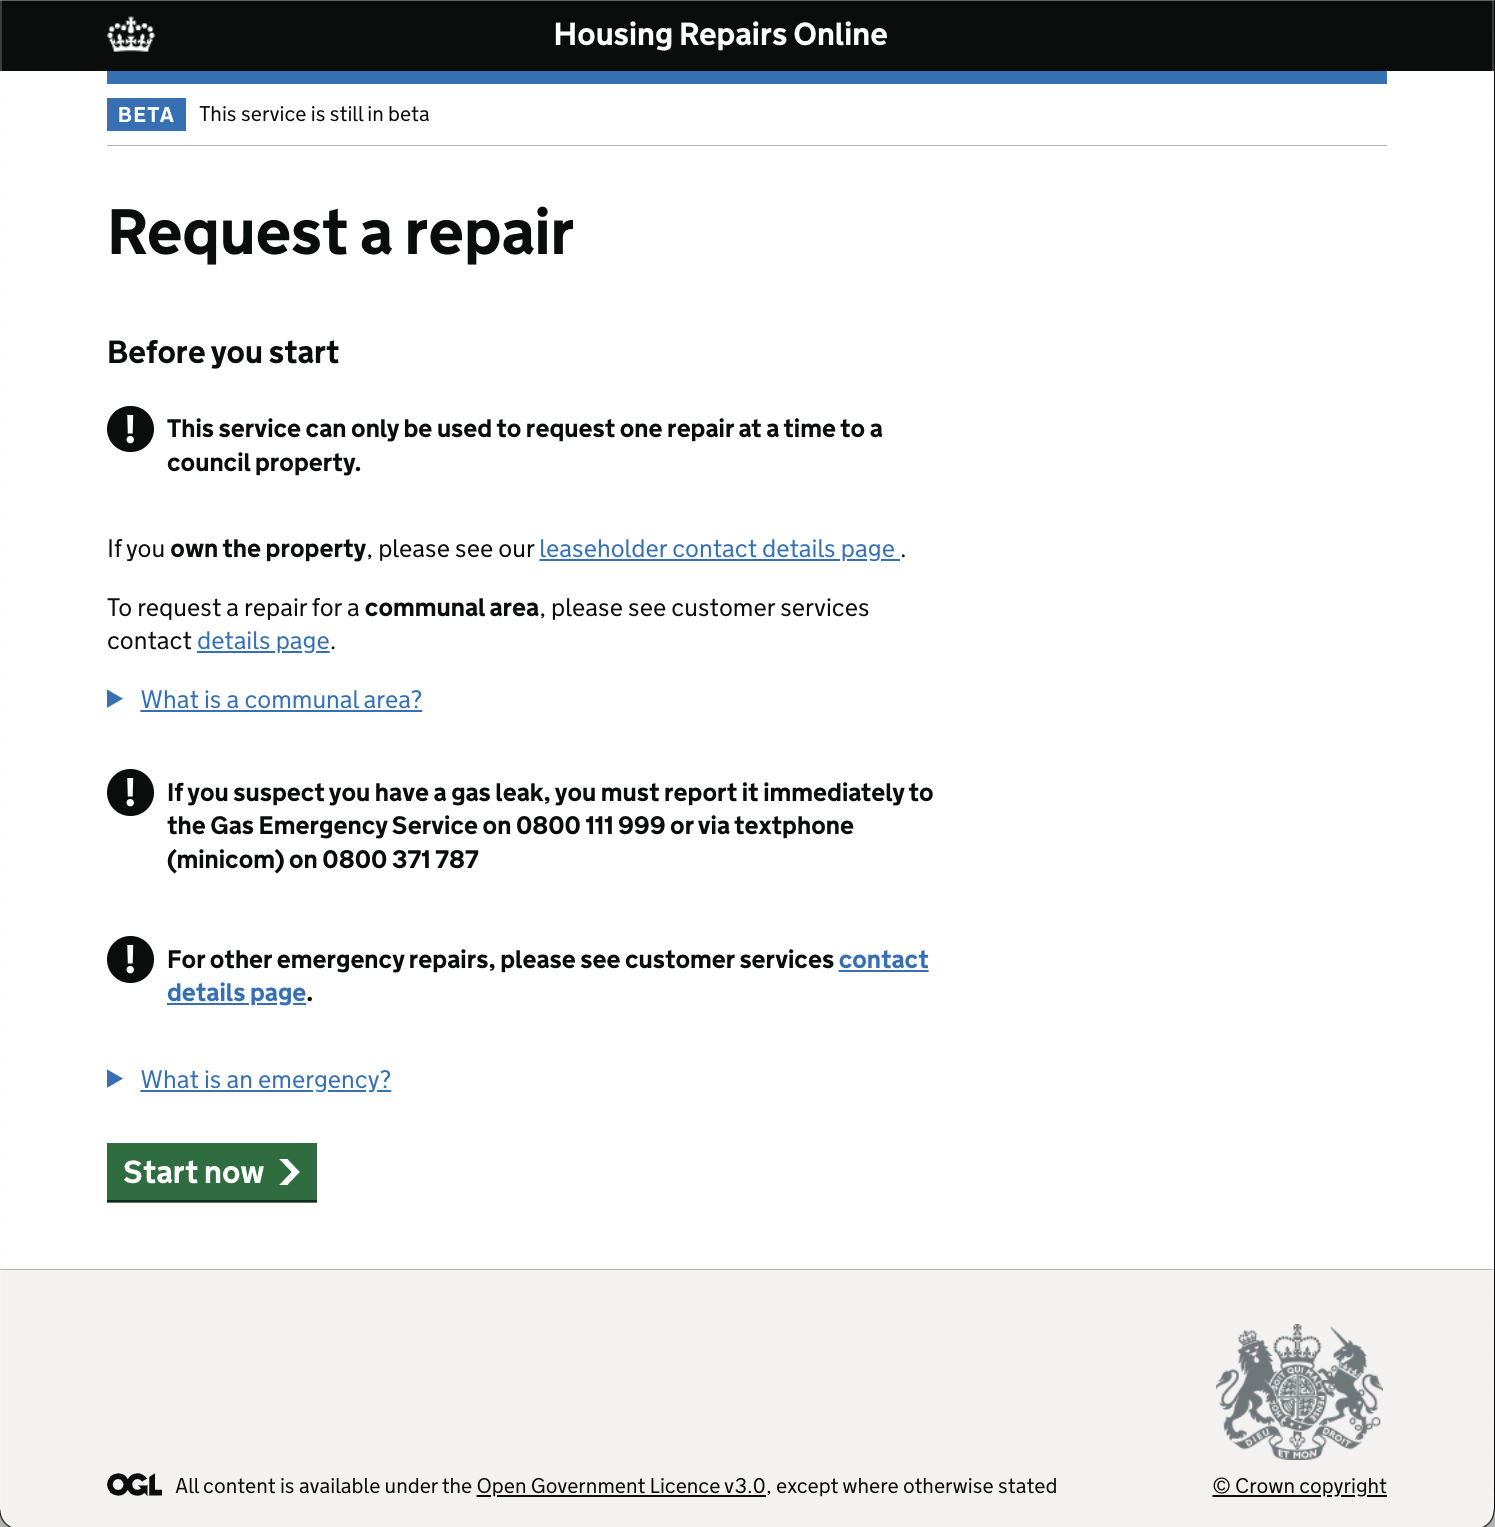 Housing Repairs Online
BETA This service is still in beta
Request a repair
Before you start
! This service can only be used to request one repair at a time to a
council property.
If you own the property, please see our leaseholder contact details page .
To request a repair for a communal area, please see customer services
contact details page.
What is a communal area?
! If you suspect you have a gas leak, you must report it immediately to
the Gas Emergency Service on 0800 111 999 or via textphone
(minicom) on 0800 371 787
! For other emergency repairs, please see customer services contact
details page.
What is an emergency?
Start now
DIEU ET MON DROIT
OGL All content is available under the Open Government Licence v3.0, except where otherwise stated
© Crown copyright